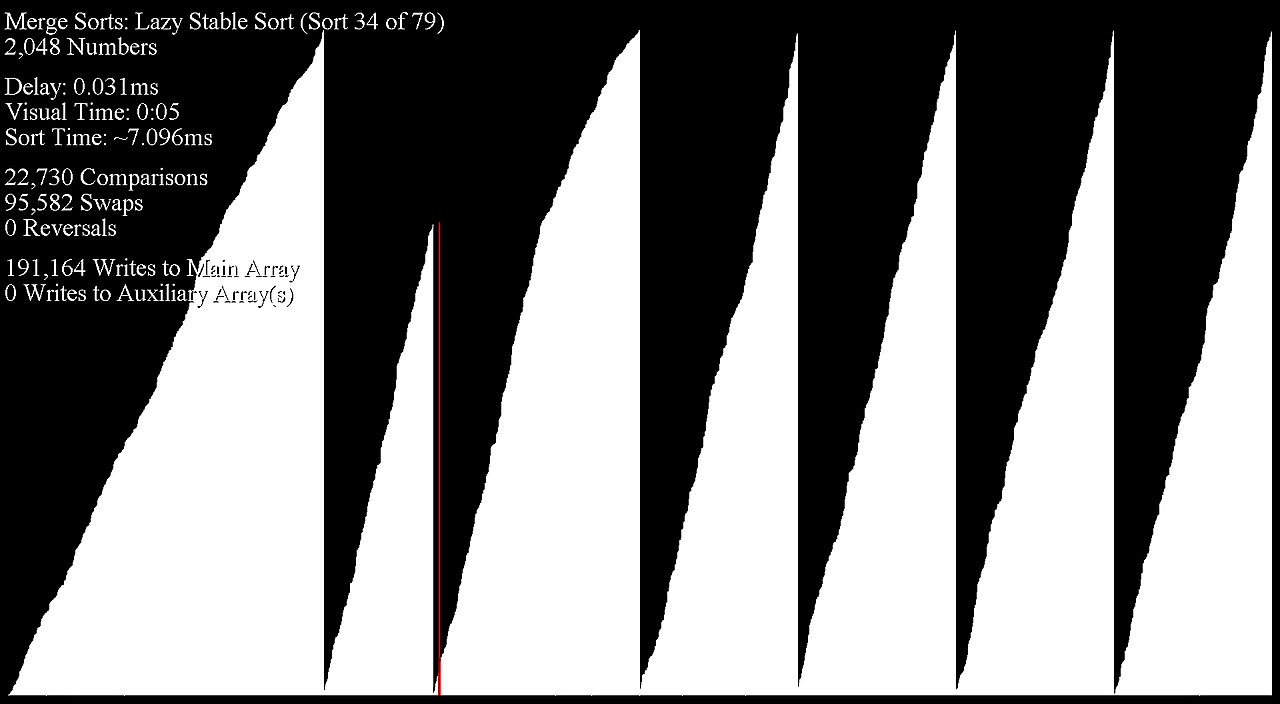 Merge Sorts: Lazy Stable Sort (Sort 34 of 79)
2,048 Numbers
Delay: 0.031ms
Visual Time: 0:05
Sort Time: ~7.096ms
22,730 Comparisons
95,582 Swaps
0 Reversals
191,164 Writes to Main Array
0 Writes to Auxiliary Array(s)